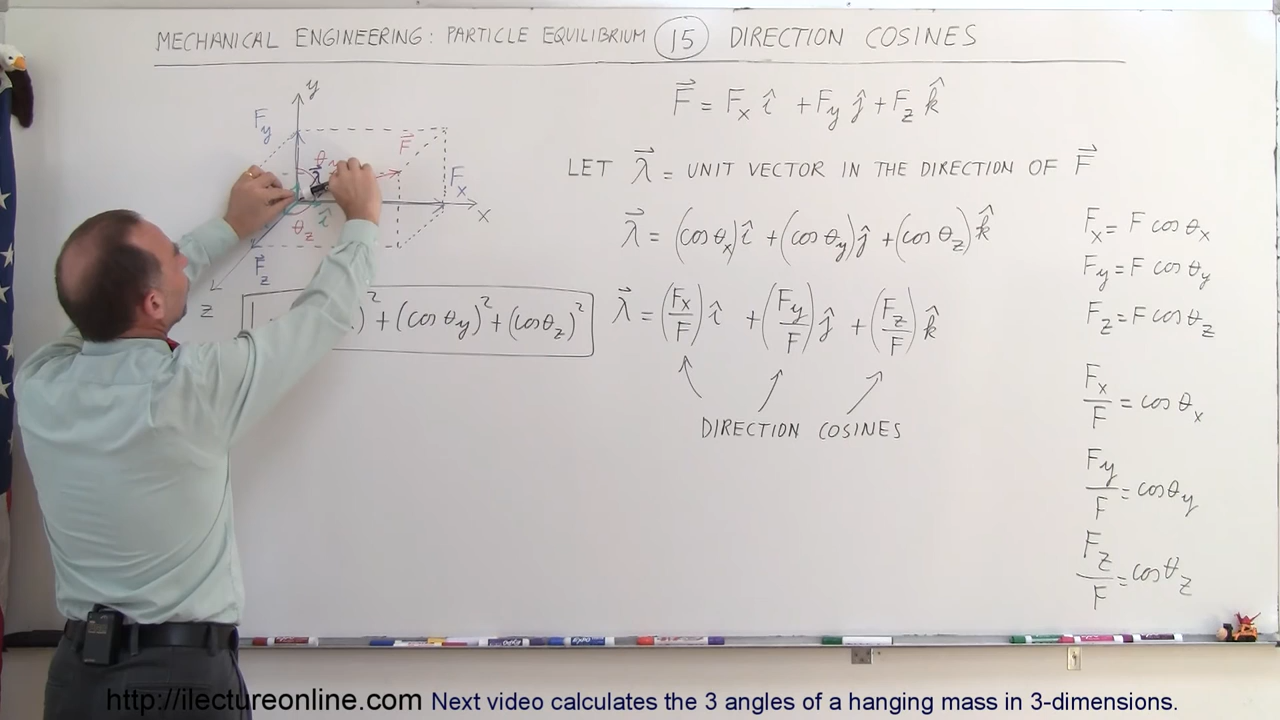 MECHANICAL ENGINEERING: PARTICLE EQUILIBRIUM 15 DIRECTION COSINES
F⃗ = Fx î + Fy ĵ + Fz k̂
LET λ⃗ = UNIT VECTOR IN THE DIRECTION OF F⃗
λ⃗ = (cos θx) î + (cos θy) ĵ + (cos θz) k̂
λ⃗ = (Fx/F) î + (Fy/F) ĵ + (Fz/F) k̂
DIRECTION COSINES
y
Fy
F⃗
λ⃗
Fx
x
î
θz
F⃗z
z
)² + (cos θy)² + (cos θz)²
Fx = F cos θx
Fy = F cos θy
Fz = F cos θz
Fx/F = cos θx
Fy/F = cos θy
Fz/F = cos θz
http://ilectureonline.com Next video calculates the 3 angles of a hanging mass in 3-dimensions.